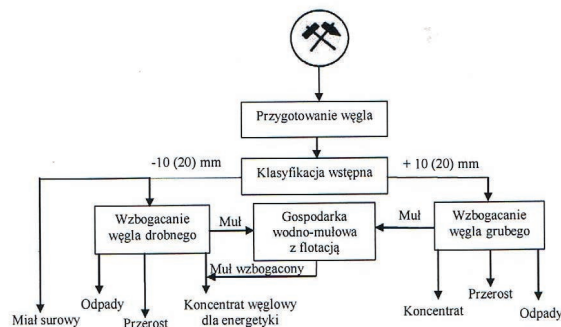 Przygotowanie węgla
-10 (20) mm
+ 10 (20) mm
Klasyfikacja wstępna
Wzbogacanie
węgla drobnego
Muł
Gospodarka
wodno-mułowa
z flotacją
Muł
Wzbogacanie
węgla grubego
Muł wzbogacony
Miał surowy
Odpady
Przerost
Koncentrat węglowy
dla energetyki
Koncentrat
Przerost
Odpady